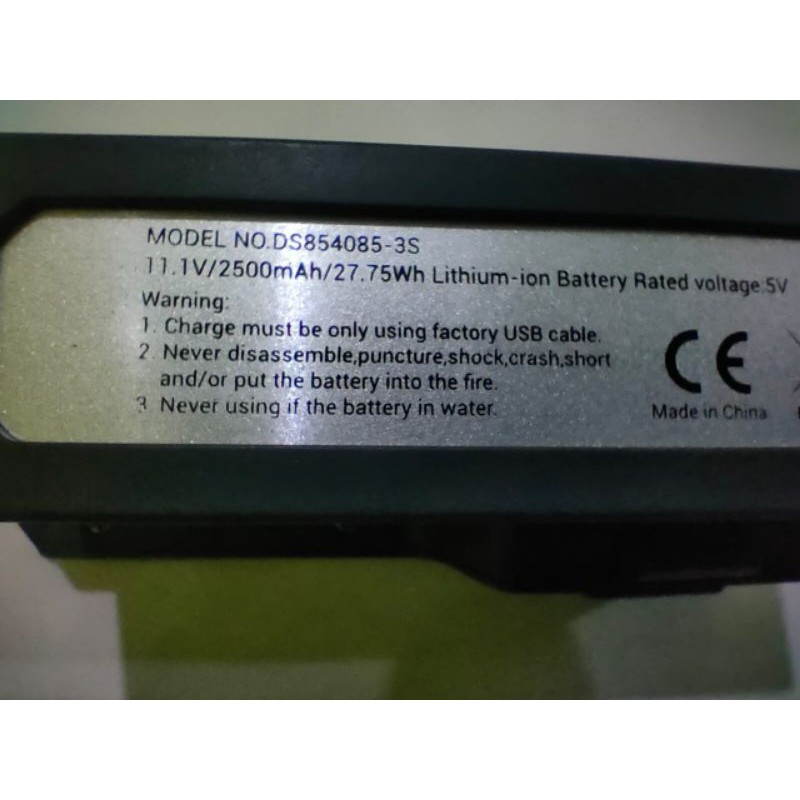 MODEL NO.DS854085-3S
11.1V/2500mAh/27.75Wh Lithium-ion Battery Rated voltage:5V
Warning:
1. Charge must be only using factory USB cable.
2. Never disassemble,puncture,shock,crash,short
and/or put the battery into the fire.
3. Never using if the battery in water.
CE
Made in China